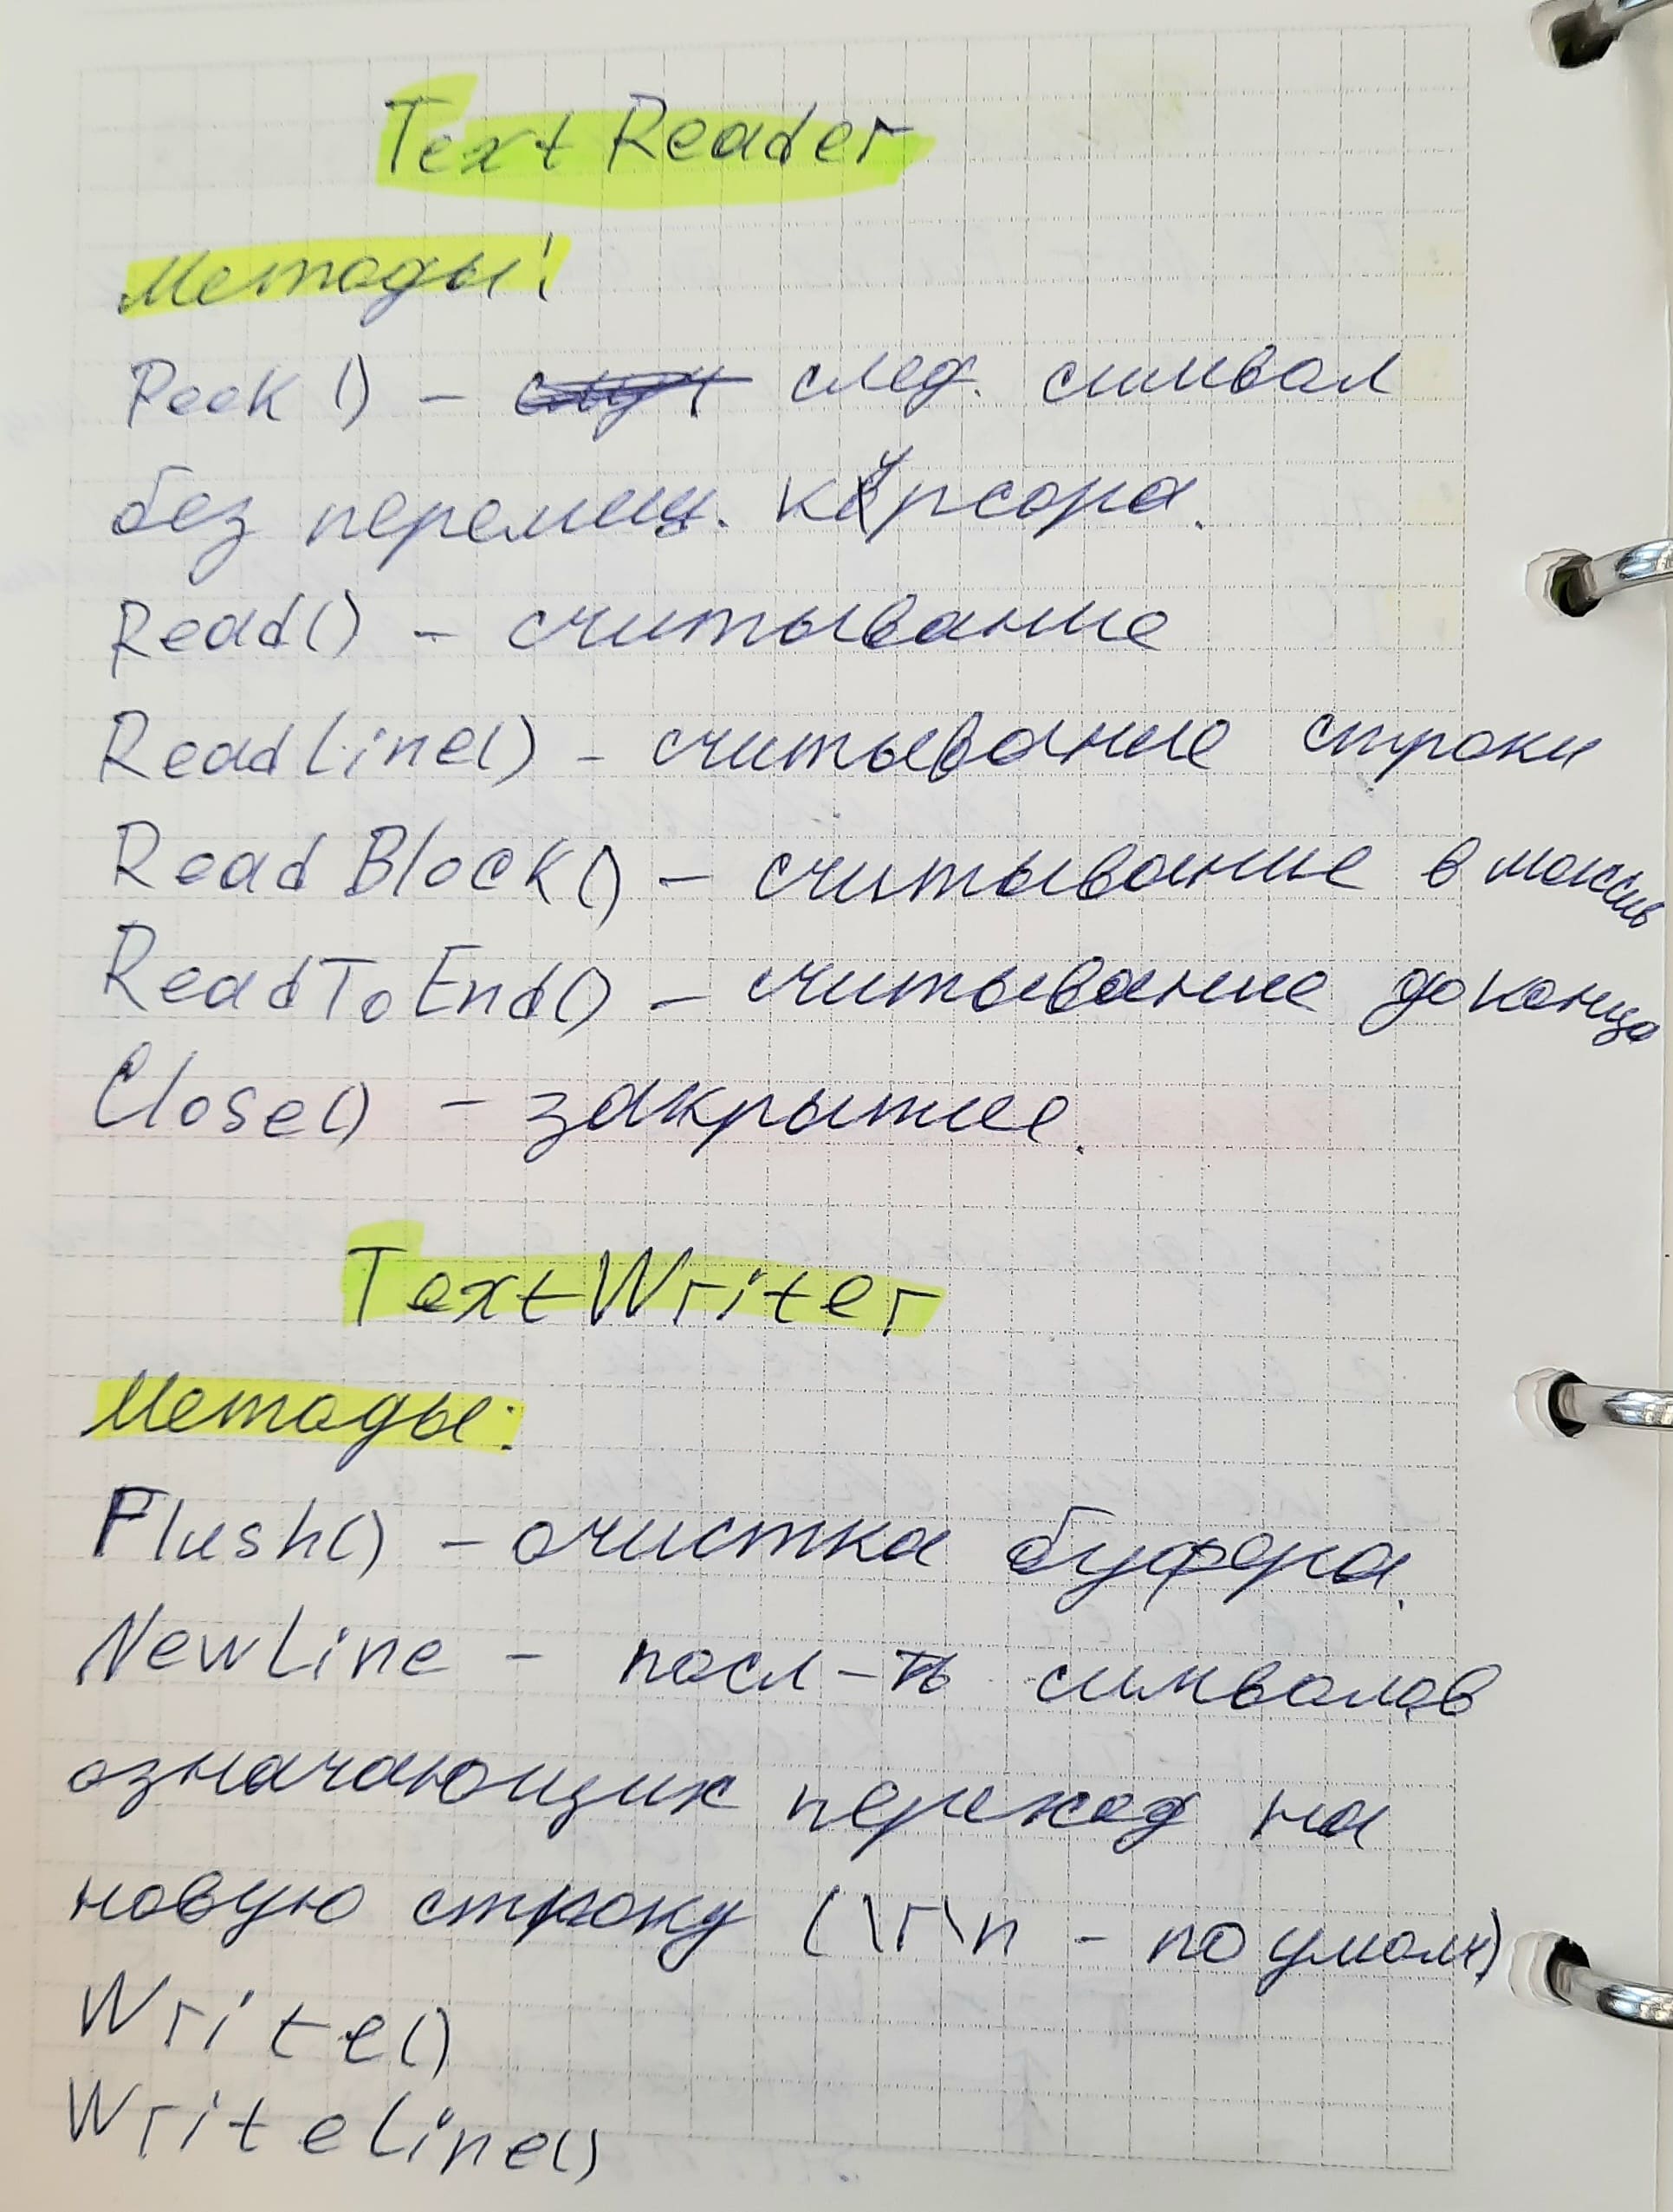 TextReader
Методы:
Peek() - след. символ
без перемещ. курсора.
Read() - считывание
ReadLine() - считывание строки
ReadBlock() - считывание в массив
ReadToEnd() - считывание до конца
Close() - закрытие.
TextWriter
Методы:
Flush() - очистка буфера.
NewLine - посл-ть символов
означающих переход на
новую строку (\r\n - по умолч)
Write()
WriteLine()